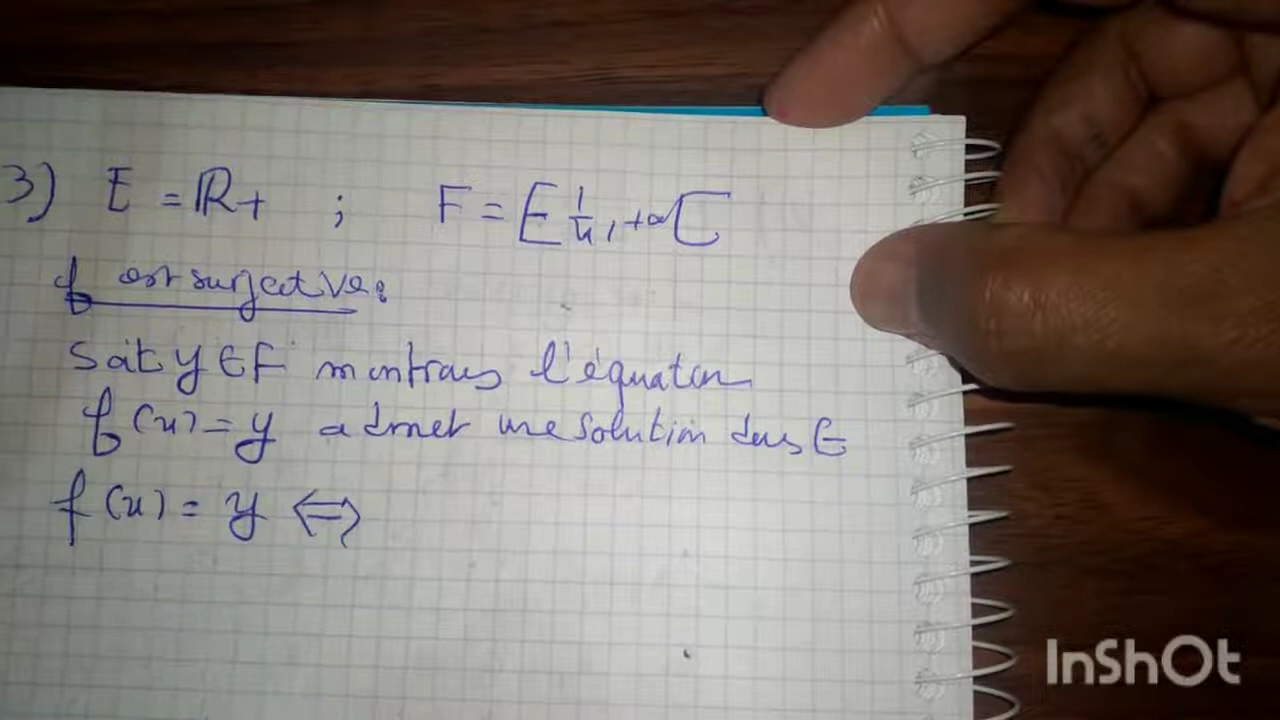 3) E = ℝ+ ; F = [1/4, +∞[
f est surjective:
Soit y ∈ F montrons l'équation
f(x) = y admet une solution dans E
f(x) = y ⟺
InShOt